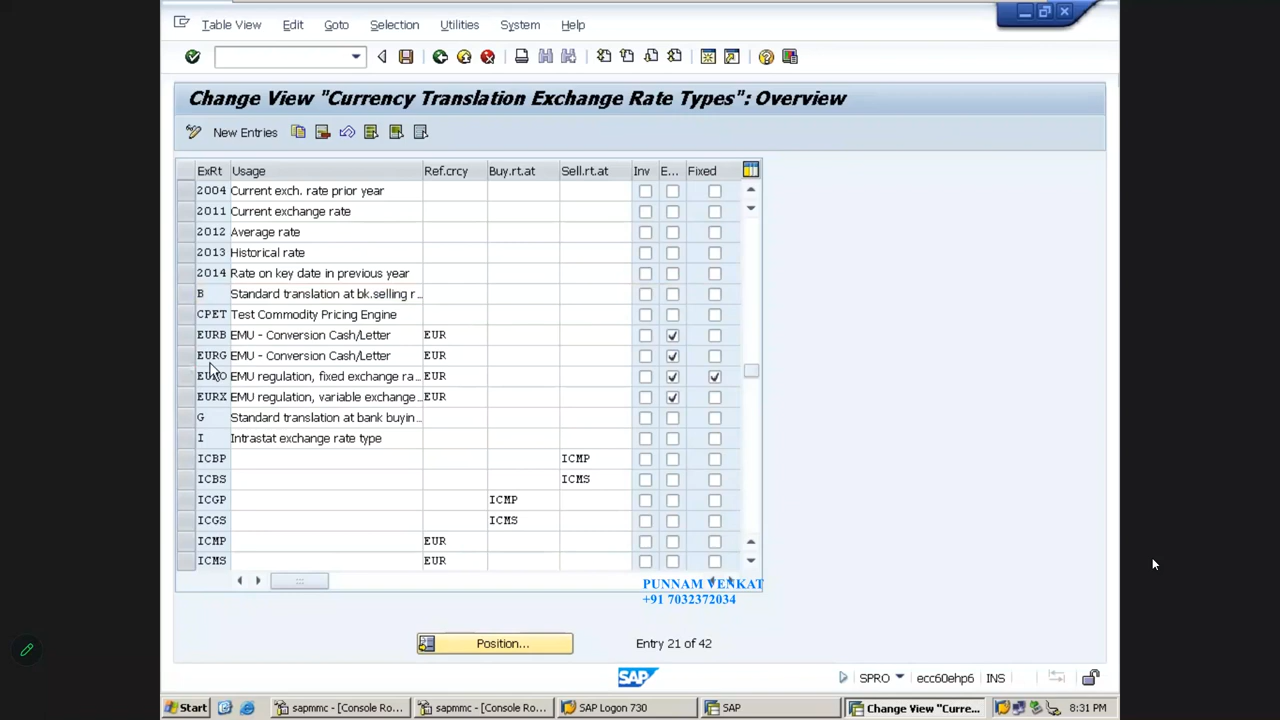 Table View Edit Goto Selection Utilities System Help
Change View "Currency Translation Exchange Rate Types": Overview
New Entries
ExRt Usage Ref.crcy Buy.rt.at Sell.rt.at Inv E... Fixed
2004 Current exch. rate prior year
2011 Current exchange rate
2012 Average rate
2013 Historical rate
2014 Rate on key date in previous year
B Standard translation at bk.selling r...
CPET Test Commodity Pricing Engine
EURB EMU - Conversion Cash/Letter EUR
EURG EMU - Conversion Cash/Letter EUR
EMU regulation, fixed exchange ra... EUR
EURX EMU regulation, variable exchange... EUR
G Standard translation at bank buyin...
I Intrastat exchange rate type
ICBP ICMP
ICBS ICMS
ICGP ICMP
ICGS ICMS
ICMP EUR
ICMS EUR
PUNNAM VENKAT
+91 7032372034
Position... Entry 21 of 42
SAP SPRO ecc60ehp6 INS
Start sapmmc - [Console Ro... sapmmc - [Console Ro... SAP Logon 730 SAP Change View "Curre... 8:31 PM